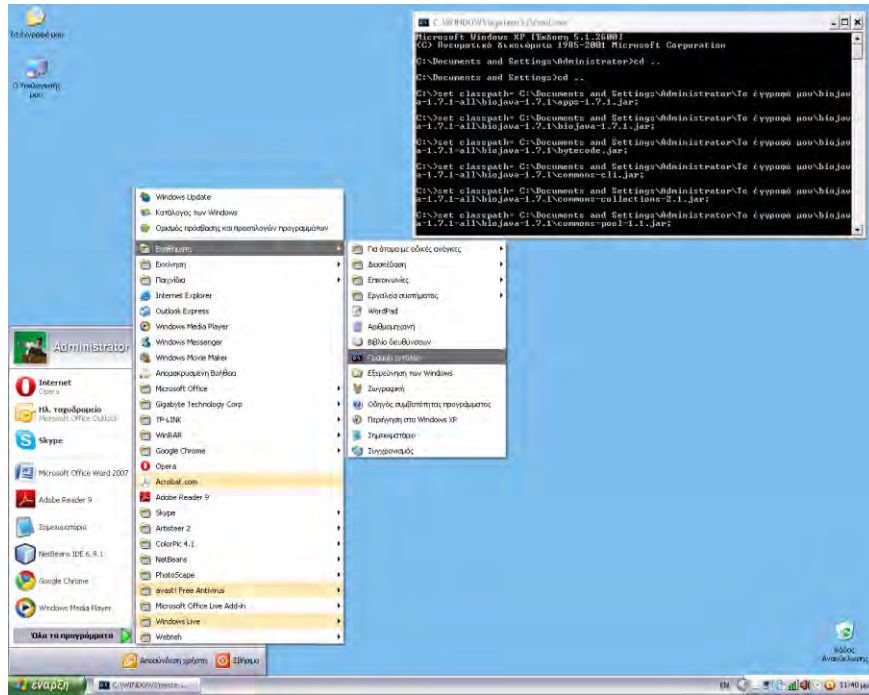 Τα έγγραφά μου
Ο Υπολογιστής
μου
C:\WINDOWS\system32\cmd.exe
Microsoft Windows XP [Έκδοση 5.1.2600]
(C) Πνευματικά δικαιώματα 1985-2001 Microsoft Corporation
C:\Documents and Settings\Administrator>cd ..
C:\Documents and Settings>cd ..
C:\>set classpath= C:\Documents and Settings\Administrator\Τα έγγραφά μου\biojav
a-1.7.1-all\biojava-1.7.1\apps-1.7.1.jar;
C:\>set classpath= C:\Documents and Settings\Administrator\Τα έγγραφά μου\biojav
a-1.7.1-all\biojava-1.7.1\biojava-1.7.1.jar;
C:\>set classpath= C:\Documents and Settings\Administrator\Τα έγγραφά μου\biojav
a-1.7.1-all\biojava-1.7.1\bytecode.jar;
C:\>set classpath= C:\Documents and Settings\Administrator\Τα έγγραφά μου\biojav
a-1.7.1-all\biojava-1.7.1\commons-cli.jar;
C:\>set classpath= C:\Documents and Settings\Administrator\Τα έγγραφά μου\biojav
a-1.7.1-all\biojava-1.7.1\commons-collections-2.1.jar;
C:\>set classpath= C:\Documents and Settings\Administrator\Τα έγγραφά μου\biojav
a-1.7.1-all\biojava-1.7.1\commons-pool-1.1.jar;
Windows Update
Κατάλογος των Windows
Ορισμός πρόσβασης και προεπιλογών προγραμμάτων
Βοηθήματα
Εκκίνηση
Παιχνίδια
Internet Explorer
Outlook Express
Windows Media Player
Windows Messenger
Windows Movie Maker
Απομακρυσμένη Βοήθεια
Microsoft Office
Gigabyte Technology Corp
TP-LINK
WinRAR
Google Chrome
Opera
Acrobat.com
Adobe Reader 9
Skype
Artisteer 2
ColorPic 4.1
NetBeans
PhotoScape
avast! Free Antivirus
Microsoft Office Live Add-in
Windows Live
Webteh
Για άτομα με ειδικές ανάγκες
Διασκέδαση
Επικοινωνίες
Εργαλεία συστήματος
WordPad
Αριθμομηχανή
Βιβλίο διευθύνσεων
Γραμμή εντολών
Εξερεύνηση των Windows
Ζωγραφική
Οδηγός συμβατότητας προγράμματος
Περιήγηση στα Windows XP
Σημειωματάριο
Συγχρονισμός
Administrator
Internet
Opera
Ηλ. ταχυδρομείο
Microsoft Office Outlook
Skype
Microsoft Office Word 2007
Adobe Reader 9
Σημειωματάριο
NetBeans IDE 6.9.1
Google Chrome
Windows Media Player
Όλα τα προγράμματα
Αποσύνδεση χρήστη
Σβήσιμο
Κάδος
Ανακύκλωσης
έναρξη
C:\WINDOWS\syste...
EN
11:40 μμ